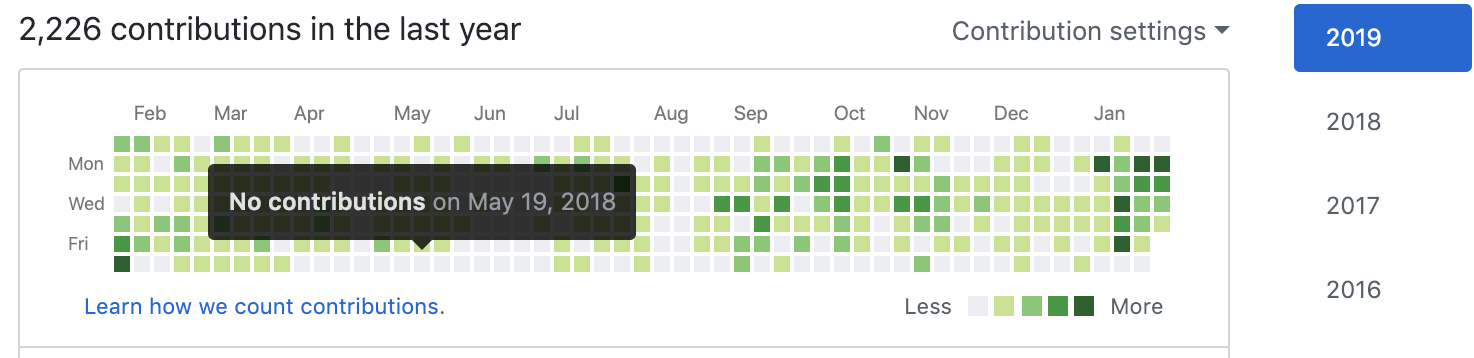 2,226 contributions in the last year
Contribution settings
2019
2018
2017
2016
Feb Mar Apr May Jun Jul Aug Sep Oct Nov Dec Jan
Mon
Wed
Fri
No contributions on May 19, 2018
Learn how we count contributions.
Less More